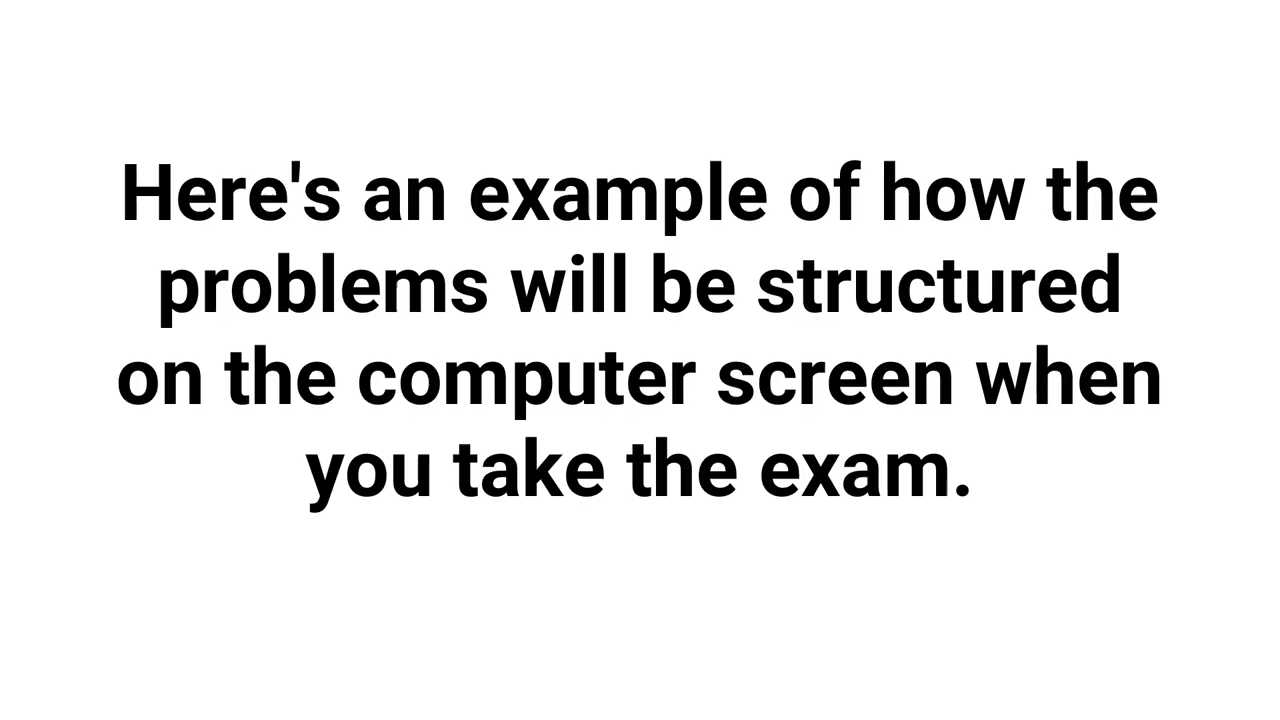 Here's an example of how the
problems will be structured
on the computer screen when
you take the exam.